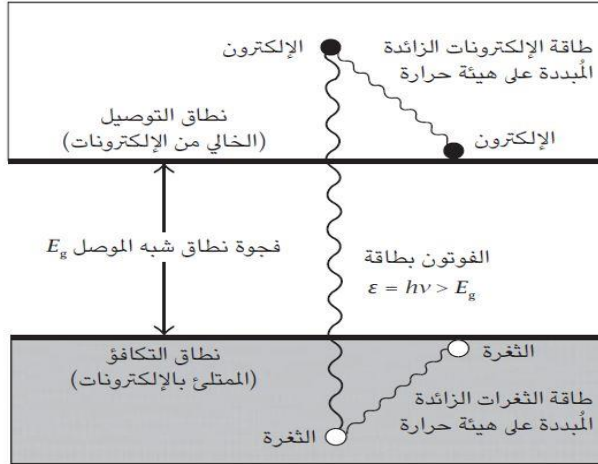 طاقة الإلكترونات الزائدة
المُبددة على هيئة حرارة
الإلكترون
نطاق التوصيل
(الخالي من الإلكترونات)
الإلكترون
فجوة نطاق شبه الموصل Eg
الفوتون بطاقة
ε = hν > Eg
نطاق التكافؤ
(الممتلئ بالإلكترونات)
الثغرة
طاقة الثغرات الزائدة
المُبددة على هيئة حرارة
الثغرة